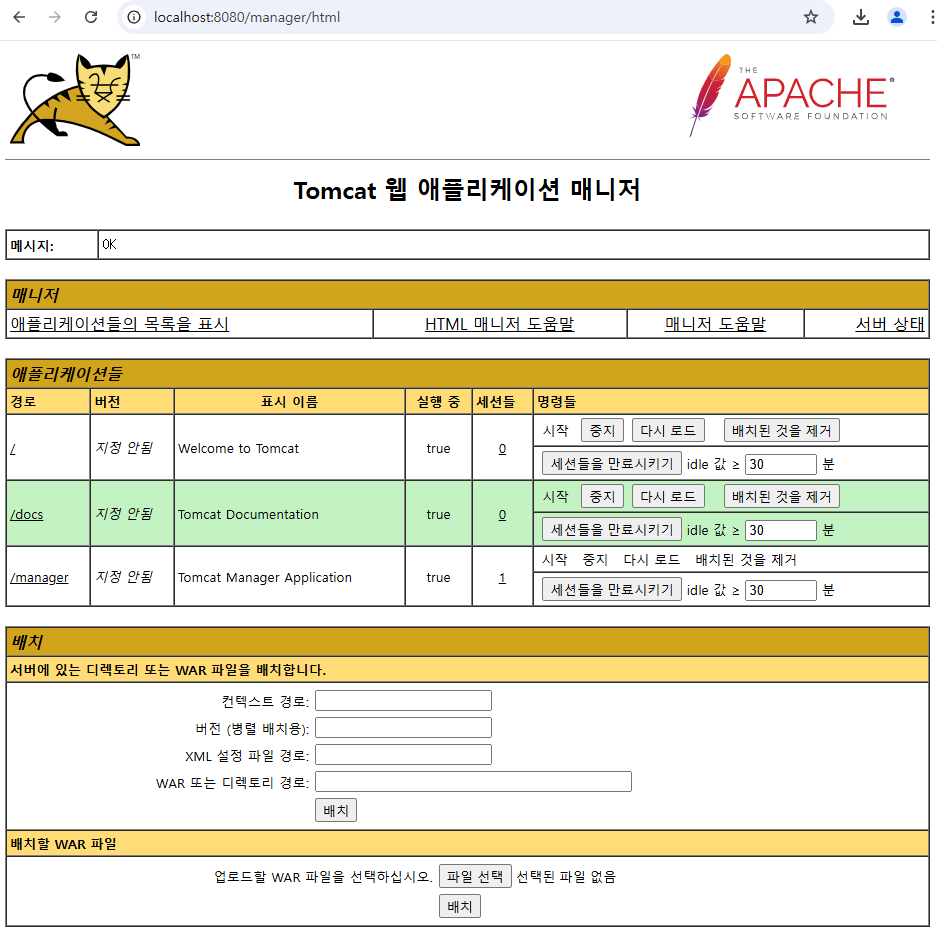 localhost:8080/manager/html
TM
THE
APACHE®
SOFTWARE FOUNDATION
Tomcat 웹 애플리케이션 매니저
메시지: OK
매니저
애플리케이션들의 목록을 표시 HTML 매니저 도움말 매니저 도움말 서버 상태
애플리케이션들
경로 버전 표시 이름 실행 중 세션들 명령들
/ 지정 안됨 Welcome to Tomcat true 0 시작 중지 다시 로드 배치된 것을 제거
세션들을 만료시키기 idle 값 ≥ 30 분
/docs 지정 안됨 Tomcat Documentation true 0 시작 중지 다시 로드 배치된 것을 제거
세션들을 만료시키기 idle 값 ≥ 30 분
/manager 지정 안됨 Tomcat Manager Application true 1 시작 중지 다시 로드 배치된 것을 제거
세션들을 만료시키기 idle 값 ≥ 30 분
배치
서버에 있는 디렉토리 또는 WAR 파일을 배치합니다.
컨텍스트 경로:
버전 (병렬 배치용):
XML 설정 파일 경로:
WAR 또는 디렉토리 경로:
배치
배치할 WAR 파일
업로드할 WAR 파일을 선택하십시오. 파일 선택 선택된 파일 없음
배치